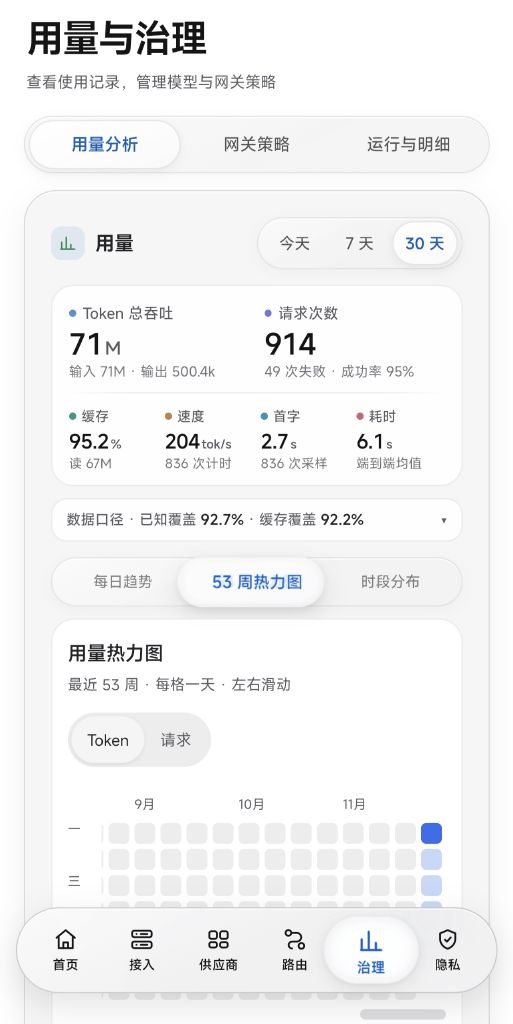 用量与治理
查看使用记录，管理模型与网关策略
用量分析 网关策略 运行与明细
用量 今天 7 天 30 天
Token 总吞吐 请求次数
71M 914
输入 71M · 输出 500.4k 49 次失败 · 成功率 95%
缓存 速度 首字 耗时
95.2% 204tok/s 2.7s 6.1s
读 67M 836 次计时 836 次采样 端到端均值
数据口径 · 已知覆盖 92.7% · 缓存覆盖 92.2% ▾
每日趋势 53 周热力图 时段分布
用量热力图
最近 53 周 · 每格一天 · 左右滑动
Token 请求
9月 10月 11月
一
三
首页 接入 供应商 路由 治理 隐私